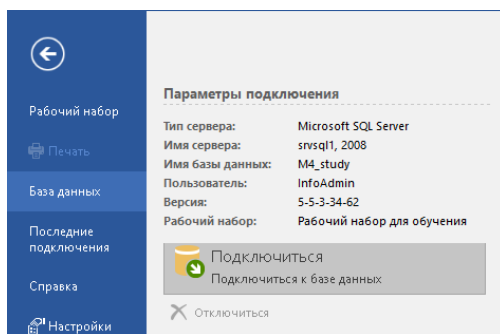 Рабочий набор
Печать
База данных
Последние
подключения
Справка
Настройки
Параметры подключения
Тип сервера: Microsoft SQL Server
Имя сервера: srvsql1, 2008
Имя базы данных: M4_study
Пользователь: InfoAdmin
Версия: 5-5-3-34-62
Рабочий набор: Рабочий набор для обучения
Подключиться
Подключиться к базе данных
Отключиться